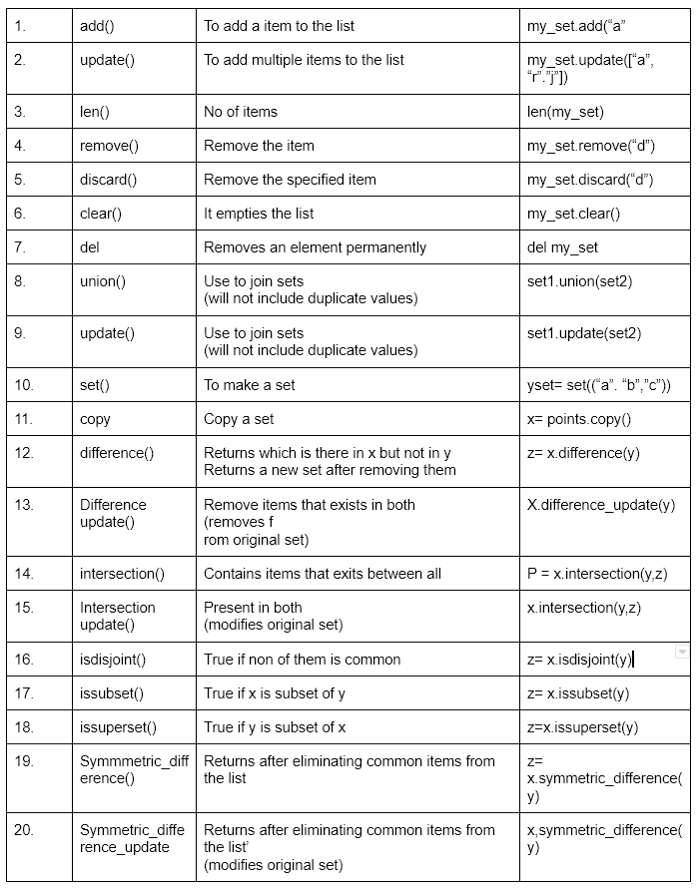 1. add() To add a item to the list my_set.add(“a”
2. update() To add multiple items to the list my_set.update([“a”,
“r”.”j”])
3. len() No of items len(my_set)
4. remove() Remove the item my_set.remove(“d”)
5. discard() Remove the specified item my_set.discard(“d”)
6. clear() It empties the list my_set.clear()
7. del Removes an element permanently del my_set
8. union() Use to join sets set1.union(set2)
(will not include duplicate values)
9. update() Use to join sets set1.update(set2)
(will not include duplicate values)
10. set() To make a set yset= set((“a”. “b”,”c”))
11. copy Copy a set x= points.copy()
12. difference() Returns which is there in x but not in y z= x.difference(y)
Returns a new set after removing them
13. Difference Remove items that exists in both X.difference_update(y)
update() (removes f
rom original set)
14. intersection() Contains items that exits between all P = x.intersection(y,z)
15. Intersection Present in both x.intersection(y,z)
update() (modifies original set)
16. isdisjoint() True if non of them is common z= x.isdisjoint(y)
17. issubset() True if x is subset of y z= x.issubset(y)
18. issuperset() True if y is subset of x z=x.issuperset(y)
19. Symmmetric_diff Returns after eliminating common items from z=
erence() the list x.symmetric_difference(
y)
20. Symmetric_diffe Returns after eliminating common items from x,symmetric_difference(
rence_update the list’ y)
(modifies original set)